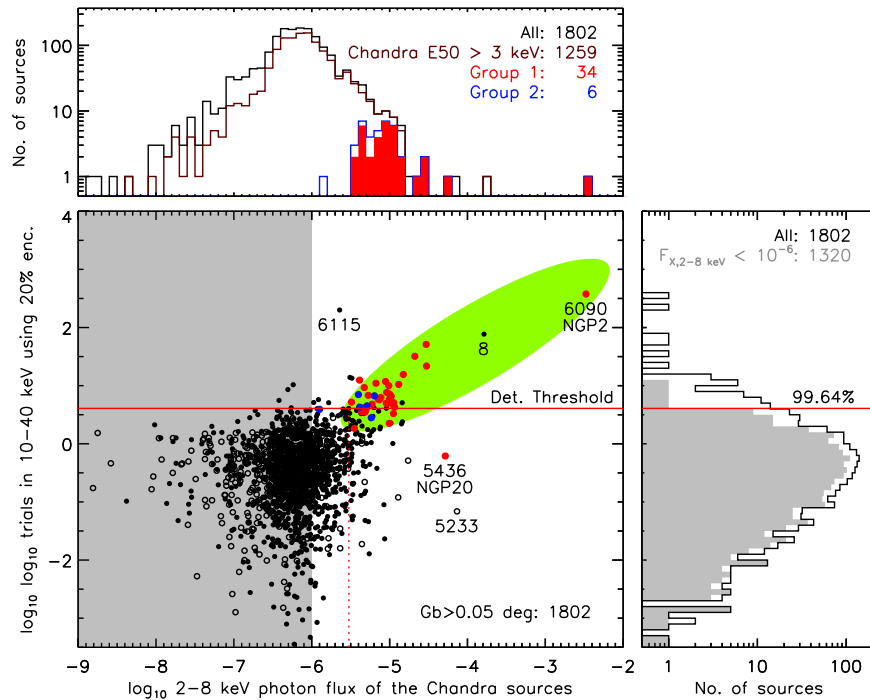 All: 1802
Chandra E50 > 3 keV: 1259
Group 1: 34
Group 2: 6
No. of sources
100
10
1
4
2
0
−2
log₁₀ log₁₀ trials in 10−40 keV using 20% enc.
6115
6090
NGP2
8
Det. Threshold
5436
NGP20
5233
Gb>0.05 deg: 1802
−9 −8 −7 −6 −5 −4 −3 −2
log₁₀ 2−8 keV photon flux of the Chandra sources
All: 1802
F_X,2−8 keV < 10⁻⁶: 1320
99.64%
1 10 100
No. of sources